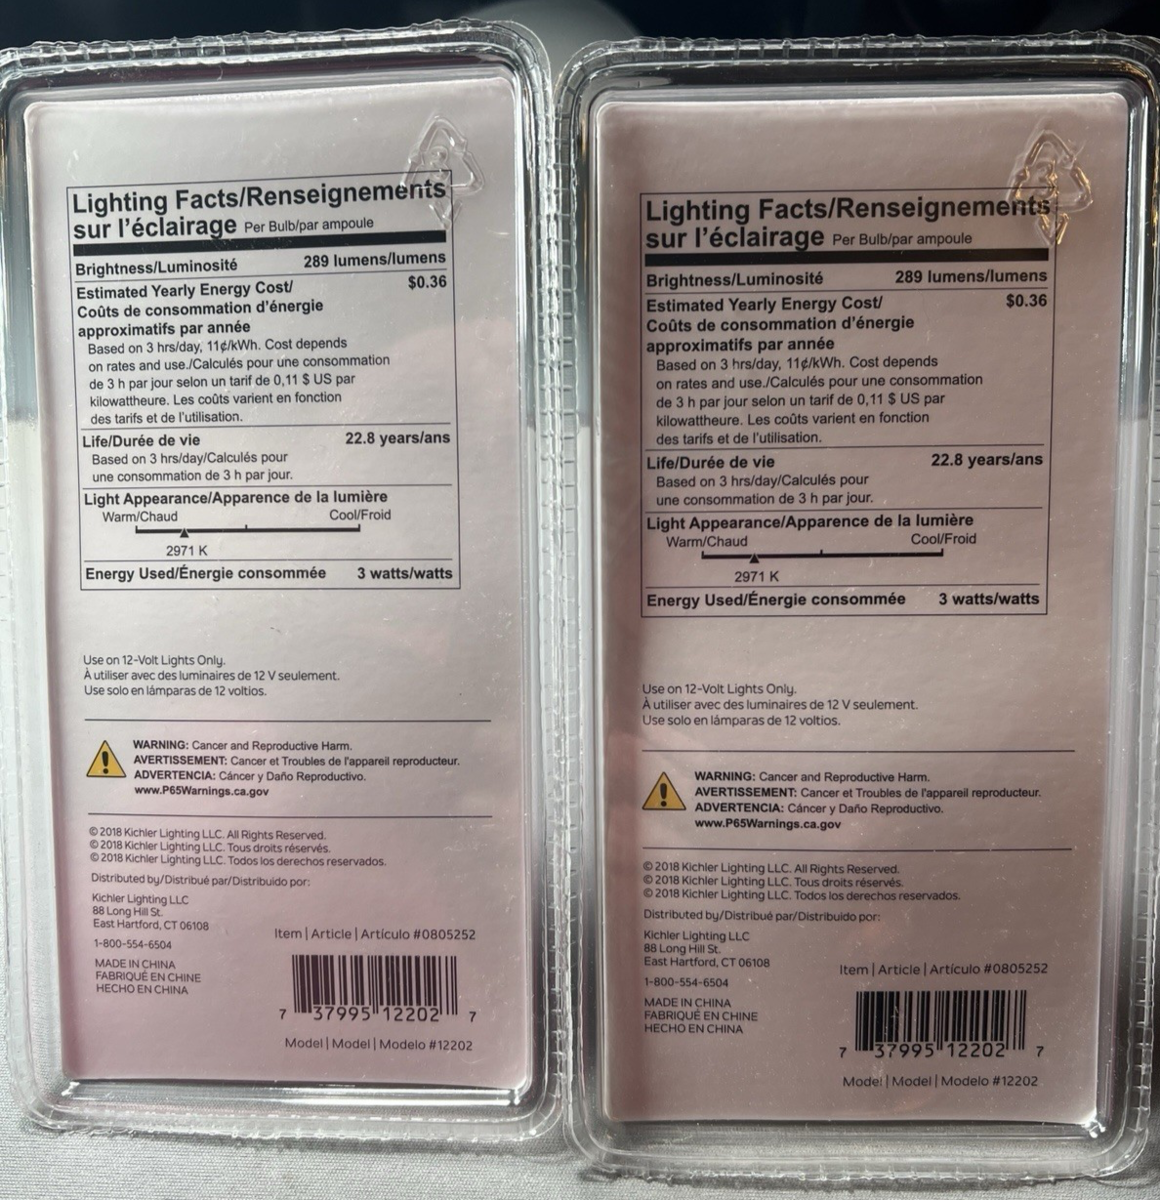 Lighting Facts/Renseignements
sur l'éclairage Per Bulb/par ampoule
Brightness/Luminosité 289 lumens/lumens
Estimated Yearly Energy Cost/ $0.36
Coûts de consommation d'énergie
approximatifs par année
Based on 3 hrs/day, 11¢/kWh. Cost depends
on rates and use./Calculés pour une consommation
de 3 h par jour selon un tarif de 0,11 $ US par
kilowattheure. Les coûts varient en fonction
des tarifs et de l'utilisation.
Life/Durée de vie 22.8 years/ans
Based on 3 hrs/day/Calculés pour
une consommation de 3 h par jour.
Light Appearance/Apparence de la lumière
Warm/Chaud Cool/Froid
2971 K
Energy Used/Énergie consommée 3 watts/watts
Use on 12-Volt Lights Only.
À utiliser avec des luminaires de 12 V seulement.
Use solo en lámparas de 12 voltios.
WARNING: Cancer and Reproductive Harm.
AVERTISSEMENT: Cancer et Troubles de l'appareil reproducteur.
ADVERTENCIA: Cáncer y Daño Reproductivo.
www.P65Warnings.ca.gov
© 2018 Kichler Lighting LLC. All Rights Reserved.
© 2018 Kichler Lighting LLC. Tous droits réservés.
© 2018 Kichler Lighting LLC. Todos los derechos reservados.
Distributed by/Distribué par/Distribuido por:
Kichler Lighting LLC
88 Long Hill St.
East Hartford, CT 06108
1-800-554-6504
MADE IN CHINA
FABRIQUÉ EN CHINE
HECHO EN CHINA
Item | Article | Artículo #0805252
7 37995 12202 7
Model | Model | Modelo #12202
3
Lighting Facts/Renseignements
sur l'éclairage Per Bulb/par ampoule
Brightness/Luminosité 289 lumens/lumens
Estimated Yearly Energy Cost/ $0.36
Coûts de consommation d'énergie
approximatifs par année
Based on 3 hrs/day, 11¢/kWh. Cost depends
on rates and use./Calculés pour une consommation
de 3 h par jour selon un tarif de 0,11 $ US par
kilowattheure. Les coûts varient en fonction
des tarifs et de l'utilisation.
Life/Durée de vie 22.8 years/ans
Based on 3 hrs/day/Calculés pour
une consommation de 3 h par jour.
Light Appearance/Apparence de la lumière
Warm/Chaud Cool/Froid
2971 K
Energy Used/Énergie consommée 3 watts/watts
Use on 12-Volt Lights Only.
À utiliser avec des luminaires de 12 V seulement.
Use solo en lámparas de 12 voltios.
WARNING: Cancer and Reproductive Harm.
AVERTISSEMENT: Cancer et Troubles de l'appareil reproducteur.
ADVERTENCIA: Cáncer y Daño Reproductivo.
www.P65Warnings.ca.gov
© 2018 Kichler Lighting LLC. All Rights Reserved.
© 2018 Kichler Lighting LLC. Tous droits réservés.
© 2018 Kichler Lighting LLC. Todos los derechos reservados.
Distributed by/Distribué par/Distribuido por:
Kichler Lighting LLC
88 Long Hill St.
East Hartford, CT 06108
1-800-554-6504
MADE IN CHINA
FABRIQUÉ EN CHINE
HECHO EN CHINA
Item | Article | Artículo #0805252
7 37995 12202 7
Model | Model | Modelo #12202